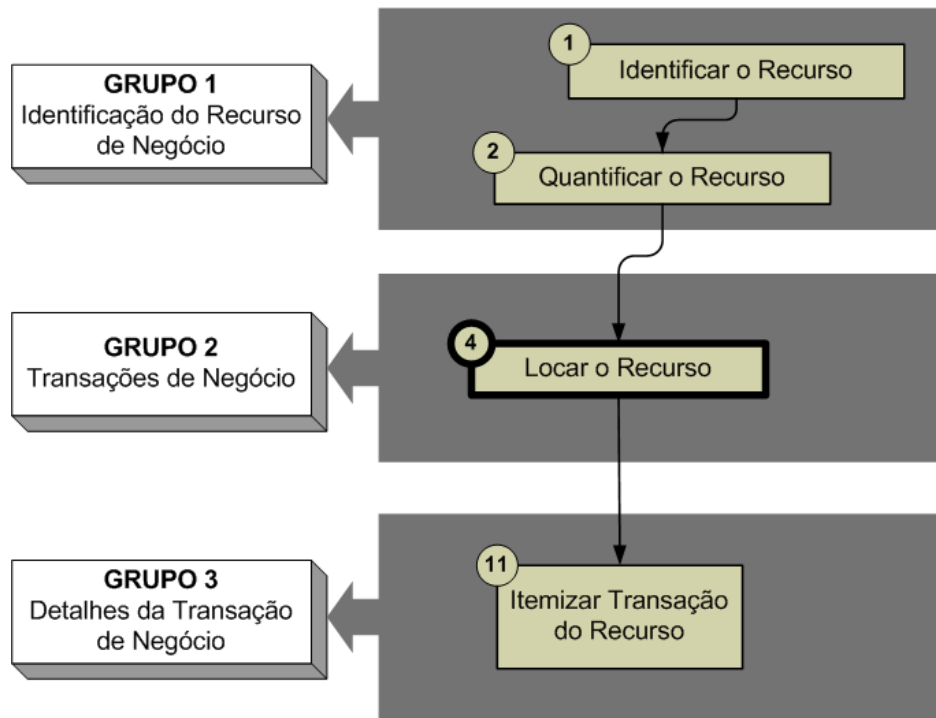 1
Identificar o Recurso
GRUPO 1
Identificação do Recurso
de Negócio
2
Quantificar o Recurso
4
Locar o Recurso
GRUPO 2
Transações de Negócio
11
Itemizar Transação
do Recurso
GRUPO 3
Detalhes da Transação
de Negócio